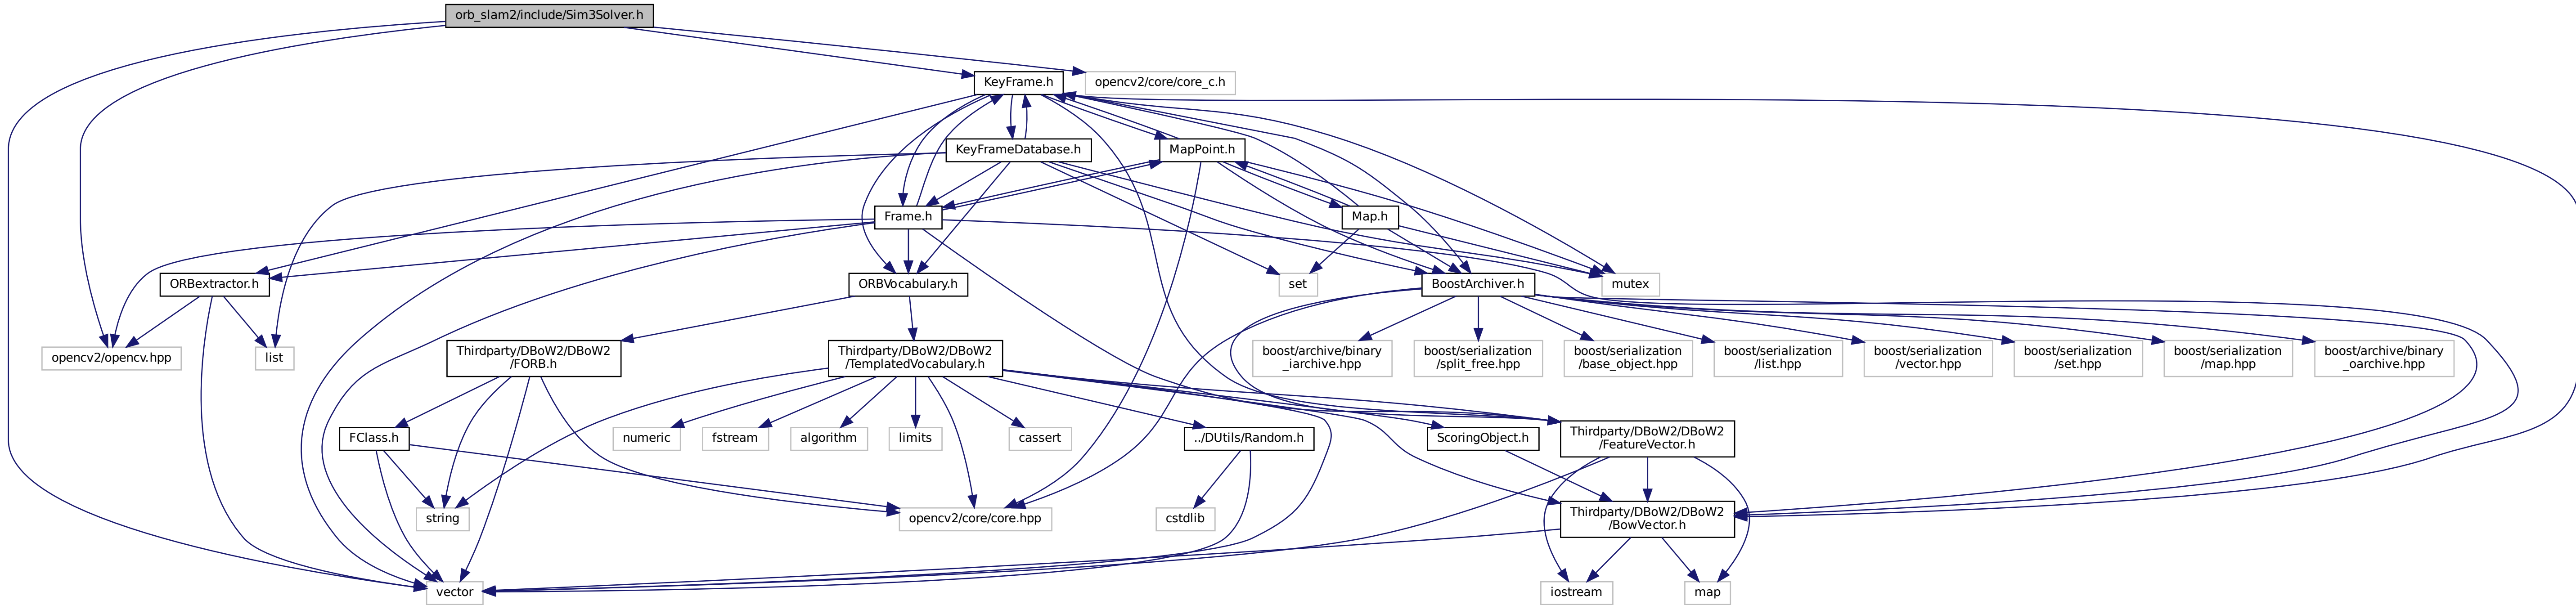 orb_slam2/include/Sim3Solver.h
KeyFrame.h
opencv2/core/core_c.h
KeyFrameDatabase.h
MapPoint.h
Frame.h
Map.h
ORBextractor.h
ORBVocabulary.h
set
BoostArchiver.h
mutex
opencv2/opencv.hpp
list
Thirdparty/DBoW2/DBoW2
/FORB.h
Thirdparty/DBoW2/DBoW2
/TemplatedVocabulary.h
boost/archive/binary
_iarchive.hpp
boost/serialization
/split_free.hpp
boost/serialization
/base_object.hpp
boost/serialization
/list.hpp
boost/serialization
/vector.hpp
boost/serialization
/set.hpp
boost/serialization
/map.hpp
boost/archive/binary
_oarchive.hpp
FClass.h
numeric
fstream
algorithm
limits
cassert
../DUtils/Random.h
ScoringObject.h
Thirdparty/DBoW2/DBoW2
/FeatureVector.h
string
opencv2/core/core.hpp
cstdlib
Thirdparty/DBoW2/DBoW2
/BowVector.h
vector
iostream
map